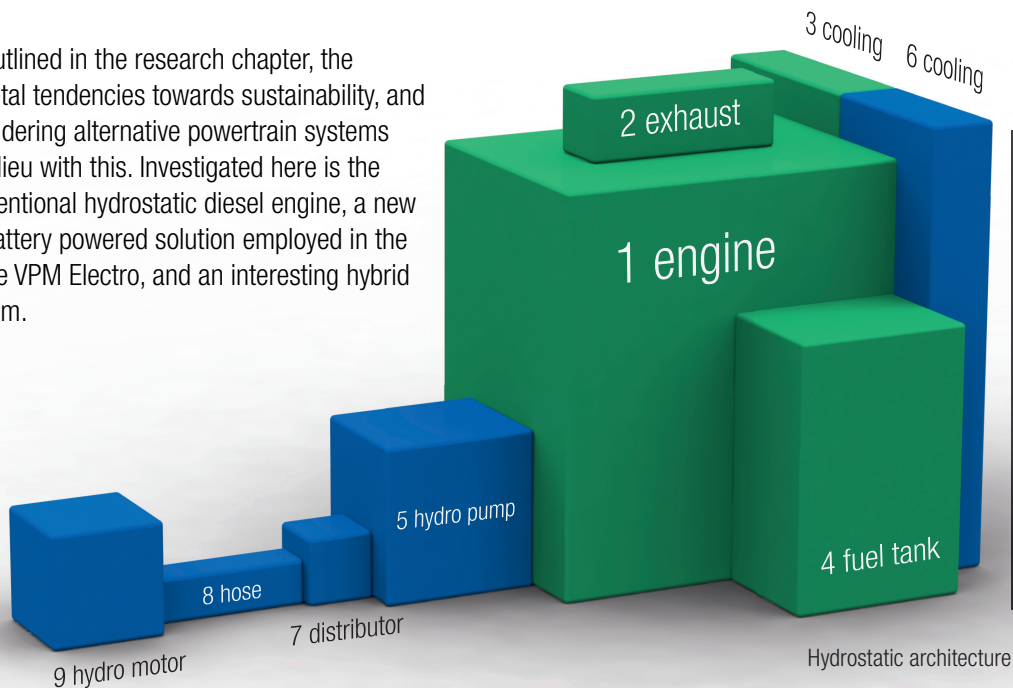 utlined in the research chapter, the
tal tendencies towards sustainability, and
dering alternative powertrain systems
lieu with this. Investigated here is the
entional hydrostatic diesel engine, a new
attery powered solution employed in the
e VPM Electro, and an interesting hybrid
m.
3 cooling
6 cooling
2 exhaust
1 engine
5 hydro pump
4 fuel tank
8 hose
7 distributor
9 hydro motor
Hydrostatic architecture